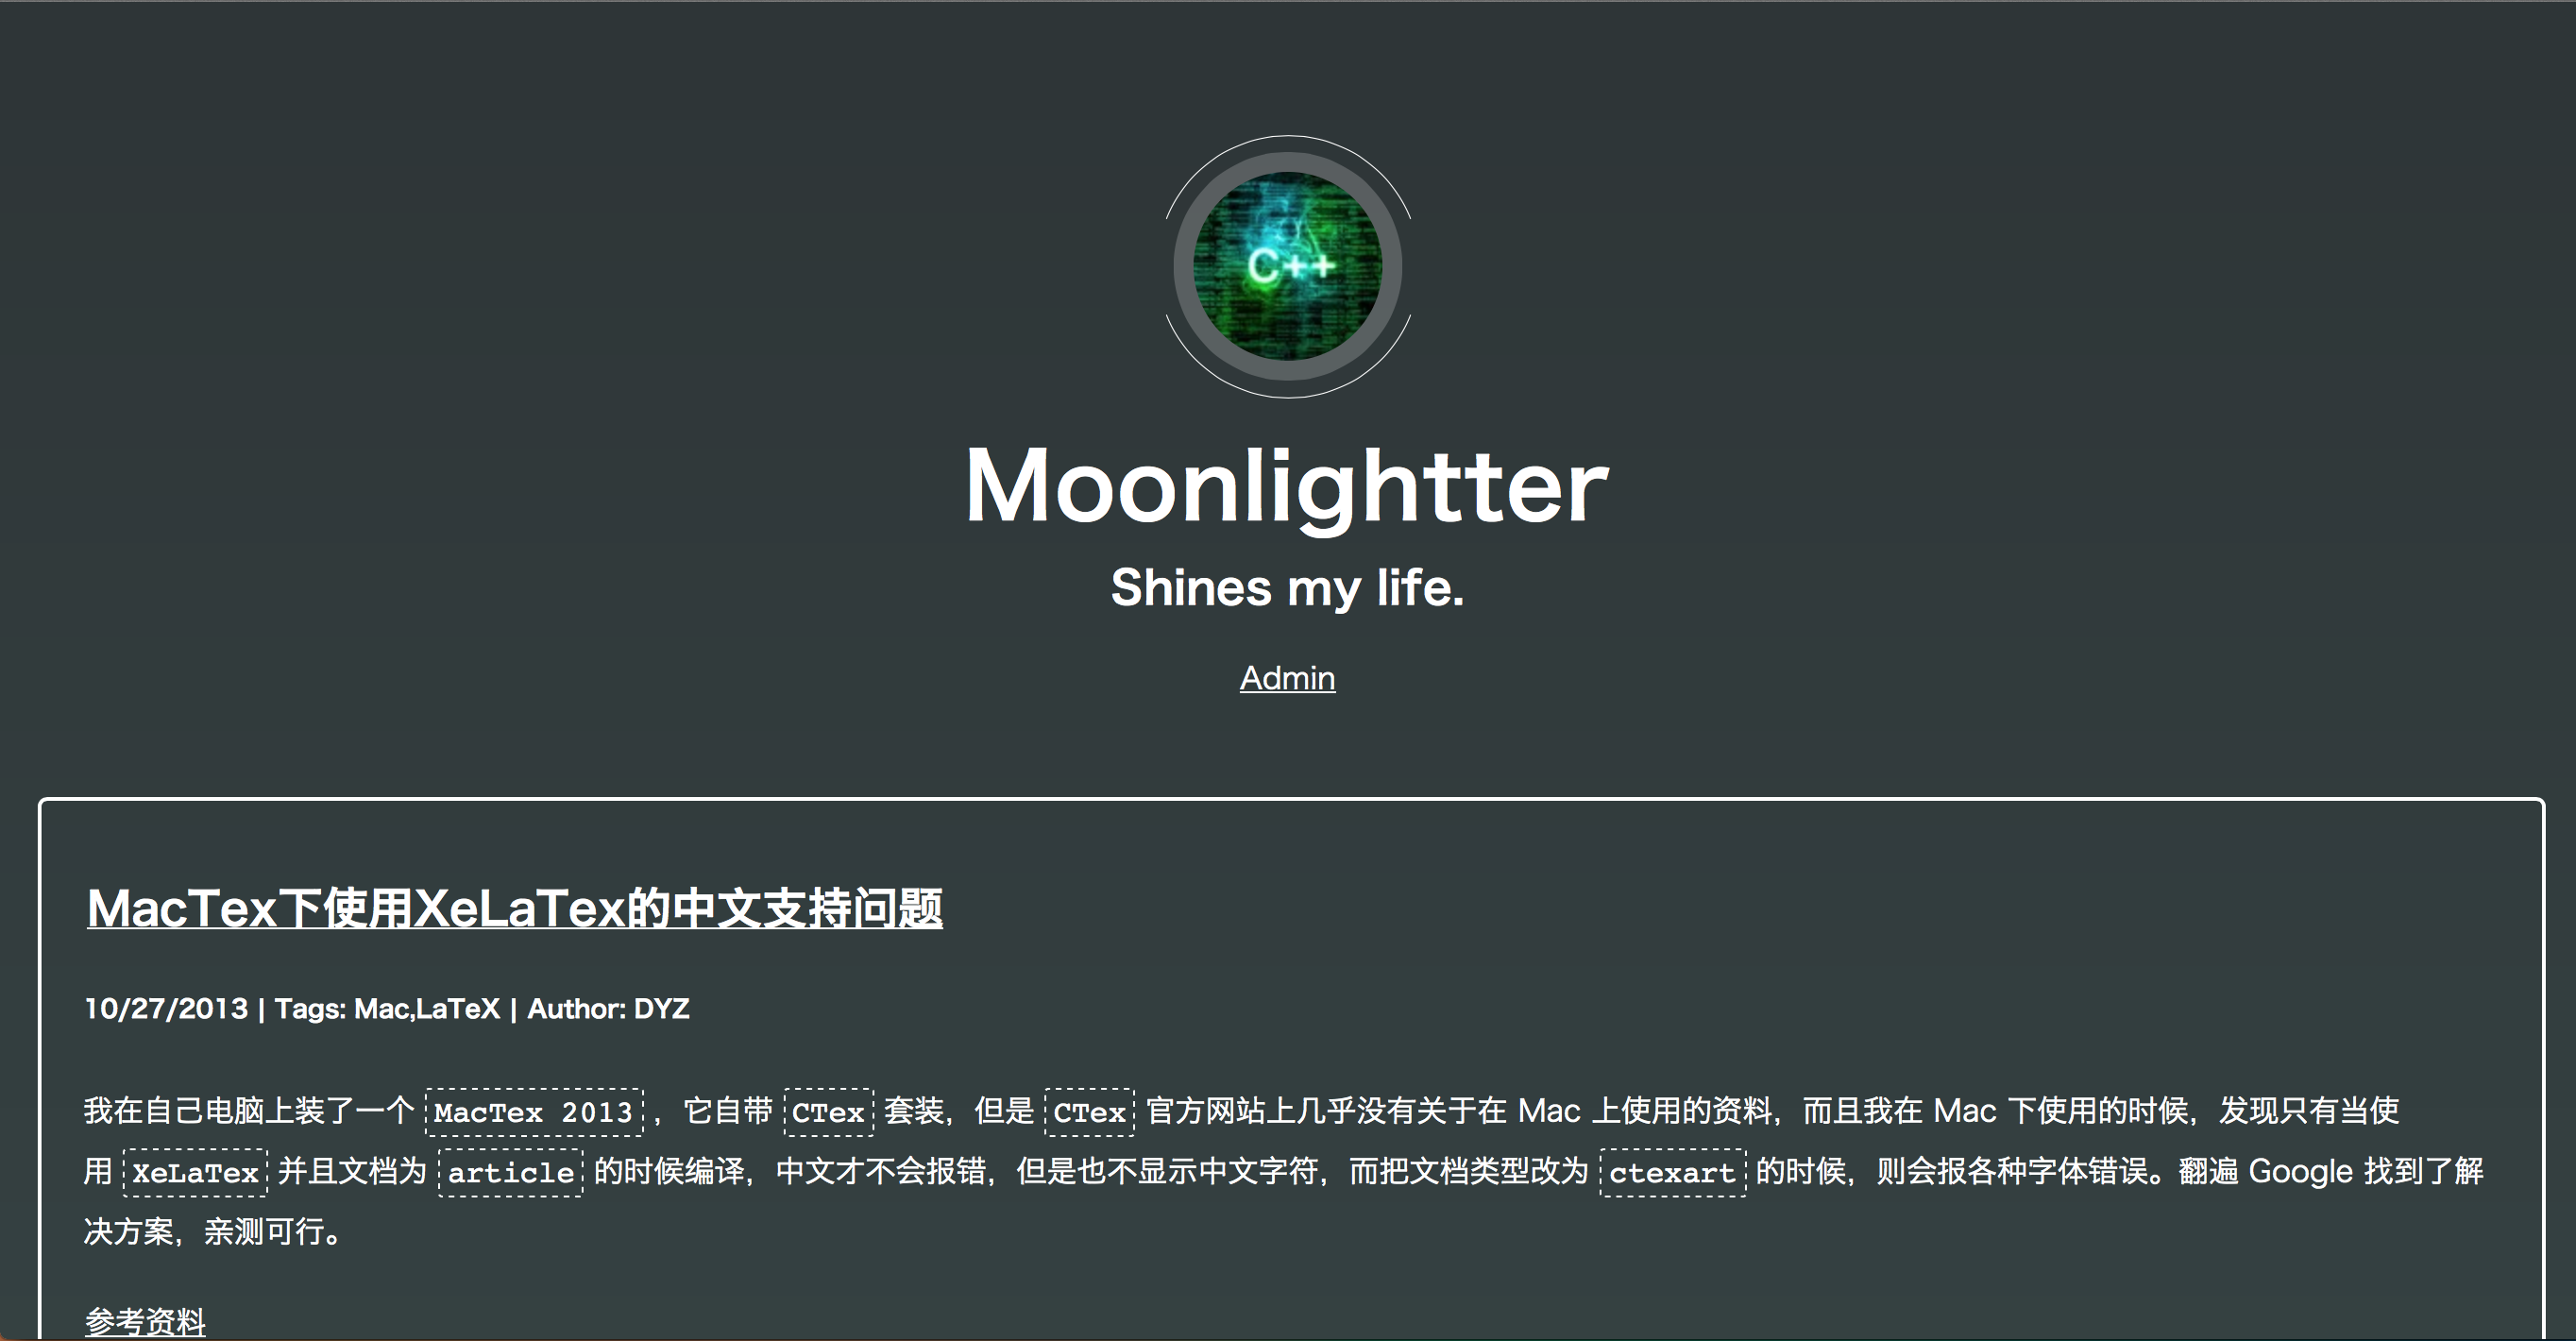 C++
Moonlightter
Shines my life.
Admin
MacTex下使用XeLaTex的中文支持问题
10/27/2013 | Tags: Mac,LaTeX | Author: DYZ
我在自己电脑上装了一个 MacTex 2013 ，它自带 CTex 套装，但是 CTex 官方网站上几乎没有关于在 Mac 上使用的资料，而且我在 Mac 下使用的时候，发现只有当使
用 XeLaTex 并且文档为 article 的时候编译，中文才不会报错，但是也不显示中文字符，而把文档类型改为 ctexart 的时候，则会报各种字体错误。翻遍 Google 找到了解
决方案，亲测可行。
参考资料